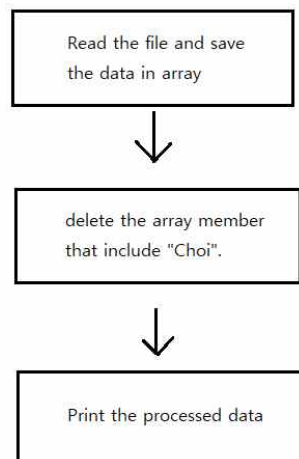 Read the file and save
the data in array
delete the array member
that include "Choi".
Print the processed data